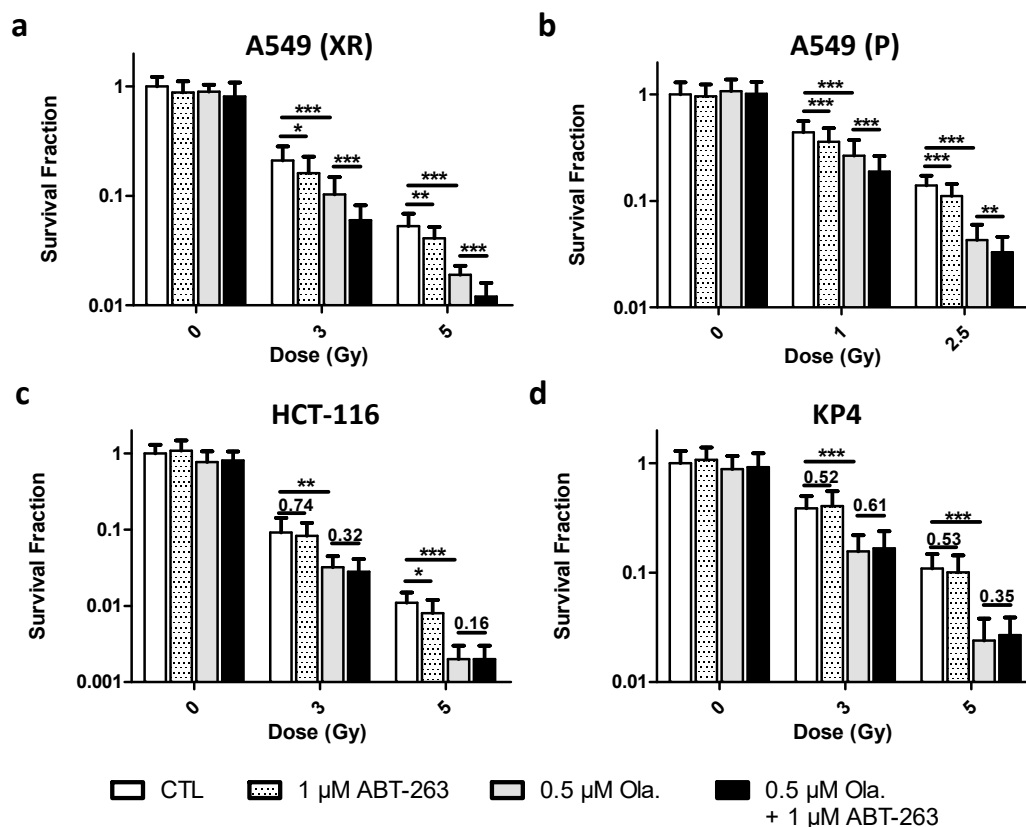 a
A549 (XR)
Survival Fraction
1
0.1
0.01
***
*
***
***
**
***
0
3
5
Dose (Gy)
b
A549 (P)
Survival Fraction
1
0.1
0.01
***
***
***
***
***
**
0
1
2.5
Dose (Gy)
c
HCT-116
Survival Fraction
1
0.1
0.01
0.001
**
0.74
0.32
***
*
0.16
0
3
5
Dose (Gy)
d
KP4
Survival Fraction
1
0.1
0.01
***
0.52
0.61
***
0.53
0.35
0
3
5
Dose (Gy)
CTL
1 µM ABT-263
0.5 µM Ola.
0.5 µM Ola.
+ 1 µM ABT-263